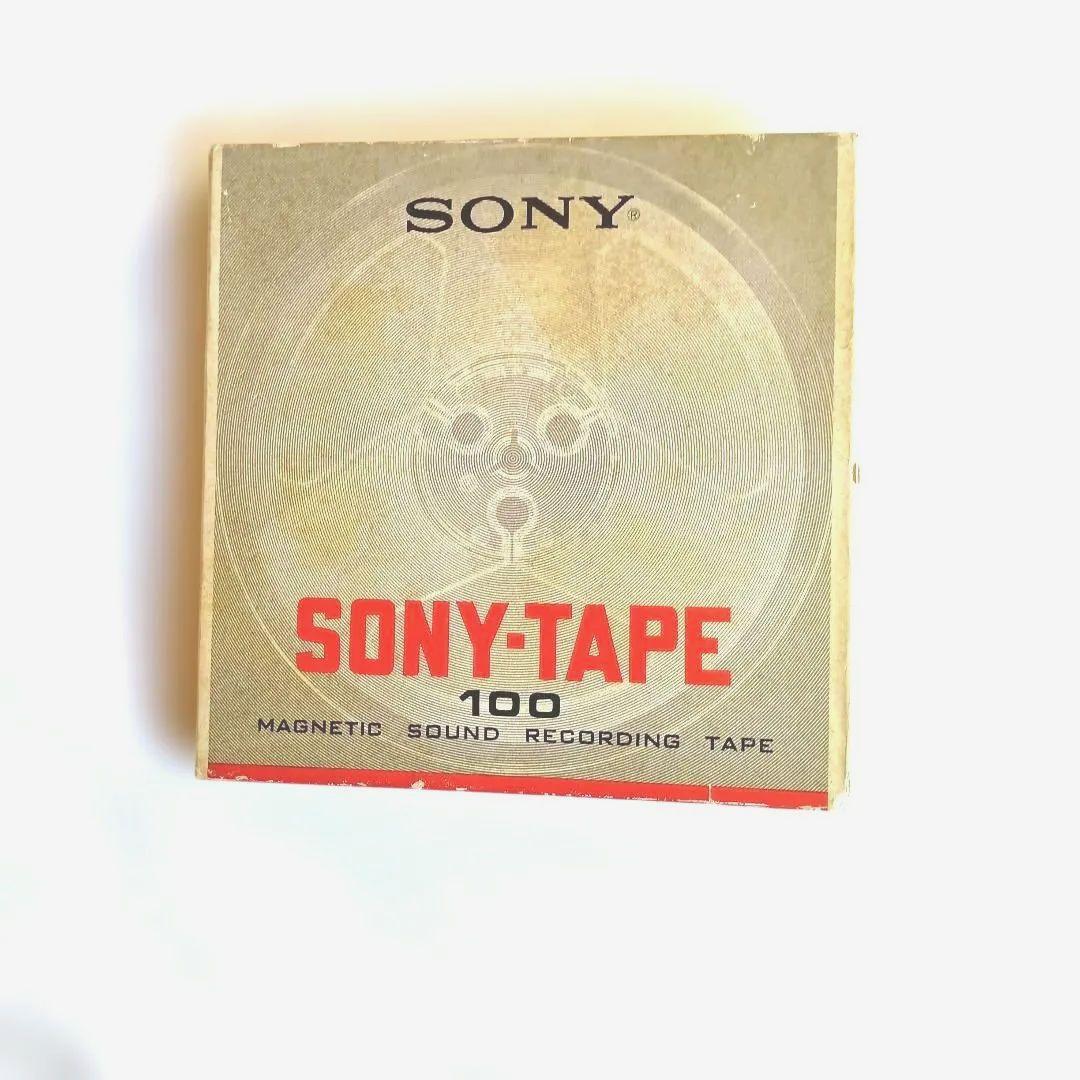 SONY®
SONY-TAPE
100
MAGNETIC SOUND RECORDING TAPE